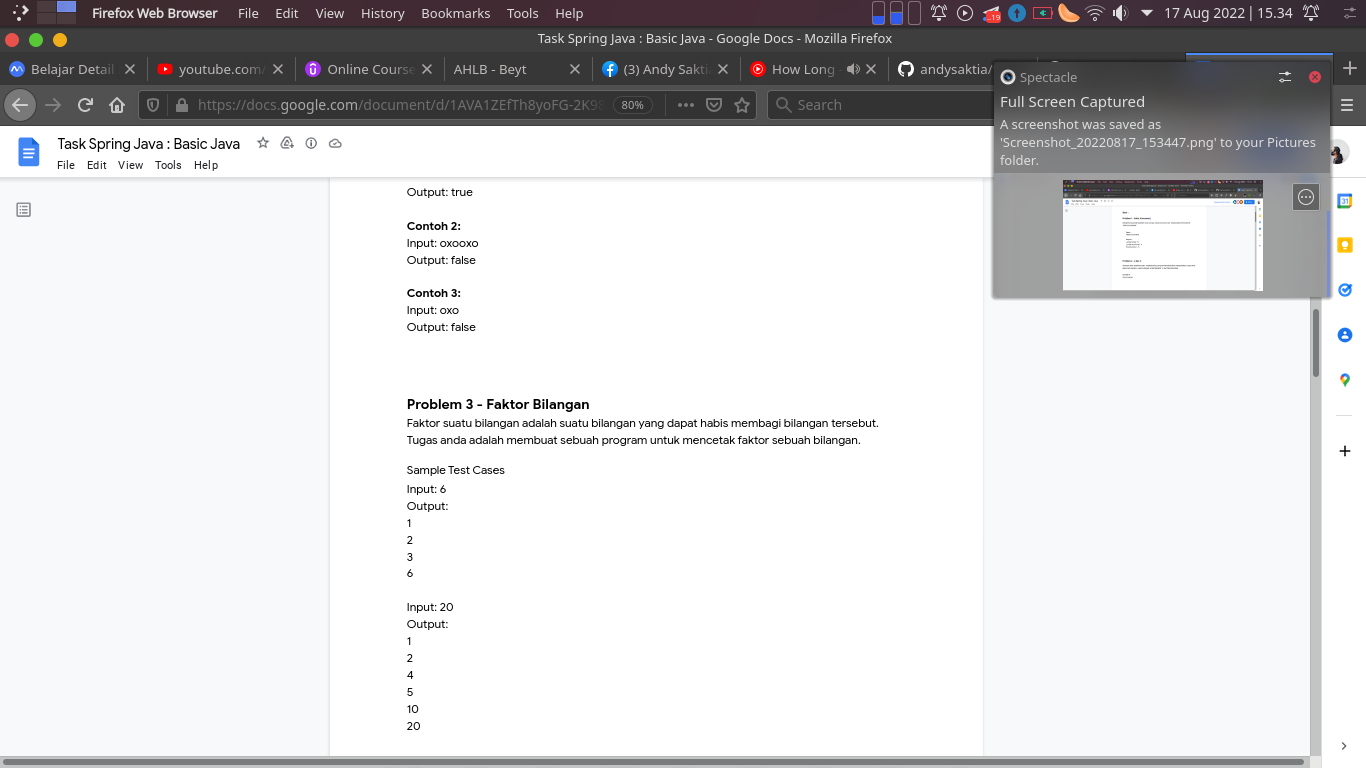 Firefox Web Browser File Edit View History Bookmarks Tools Help 19 17 Aug 2022 | 15.34
Task Spring Java : Basic Java - Google Docs - Mozilla Firefox
Belajar Detail youtube.com/ Online Course AHLB - Beyt (3) Andy Sakti How Long andysaktia/
https://docs.google.com/document/d/1AVA1ZEfTh8yoFG-2K98 80% Search
Spectacle
Full Screen Captured
A screenshot was saved as
'Screenshot_20220817_153447.png' to your Pictures
folder.
Task Spring Java : Basic Java
File Edit View Tools Help
Output: true
Contoh 2:
Input: oxooxo
Output: false
Contoh 3:
Input: oxo
Output: false
Problem 3 - Faktor Bilangan
Faktor suatu bilangan adalah suatu bilangan yang dapat habis membagi bilangan tersebut.
Tugas anda adalah membuat sebuah program untuk mencetak faktor sebuah bilangan.
Sample Test Cases
Input: 6
Output:
1
2
3
6
Input: 20
Output:
1
2
4
5
10
20
31